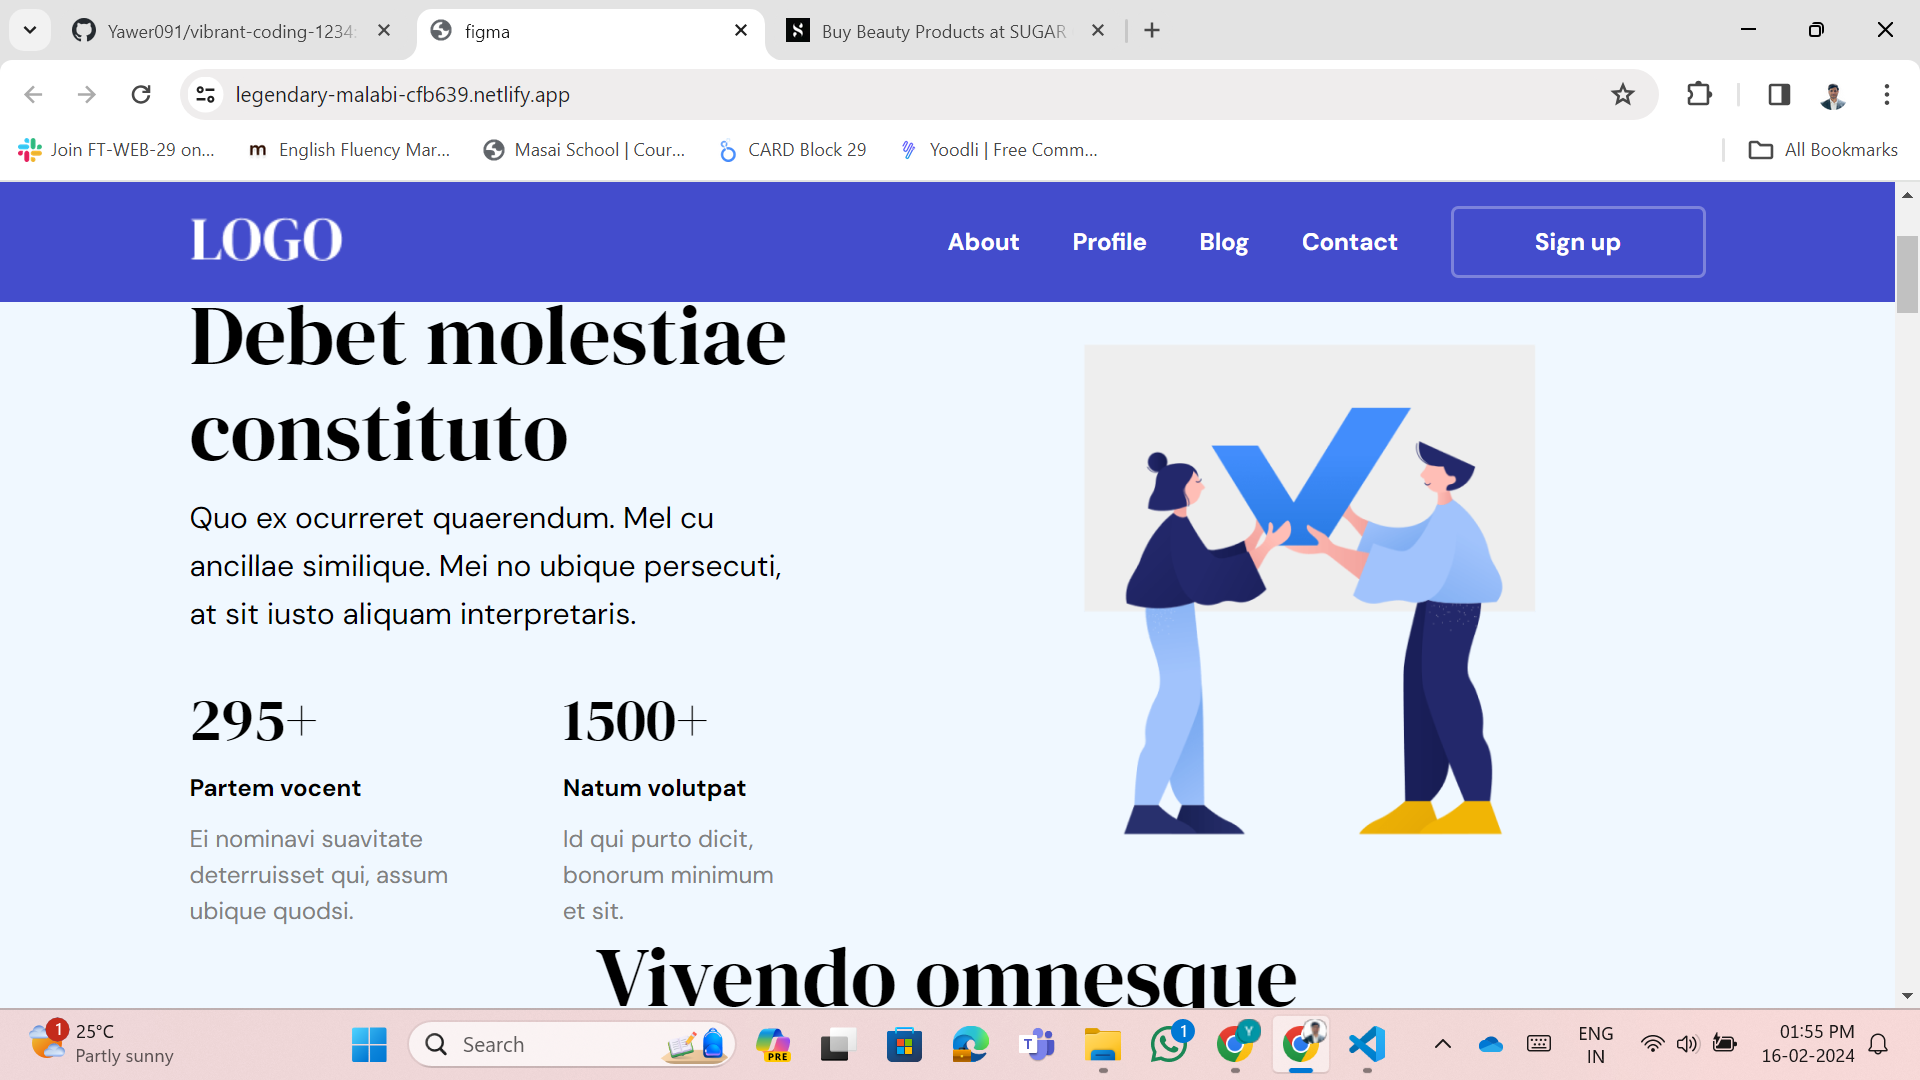 Yawer091/vibrant-coding-1234
figma
Buy Beauty Products at SUGAR
legendary-malabi-cfb639.netlify.app
Join FT-WEB-29 on...
m English Fluency Mar...
Masai School | Cour...
CARD Block 29
Yoodli | Free Comm...
All Bookmarks
LOGO
About
Profile
Blog
Contact
Sign up
Debet molestiae
constituto
Quo ex ocurreret quaerendum. Mel cu
ancillae similique. Mei no ubique persecuti,
at sit iusto aliquam interpretaris.
295+
Partem vocent
Ei nominavi suavitate
deterruisset qui, assum
ubique quodsi.
1500+
Natum volutpat
Id qui purto dicit,
bonorum minimum
et sit.
Vivendo omnesque
1
25°C
Partly sunny
Search
PRE
T
1
Y
ENG
IN
01:55 PM
16-02-2024